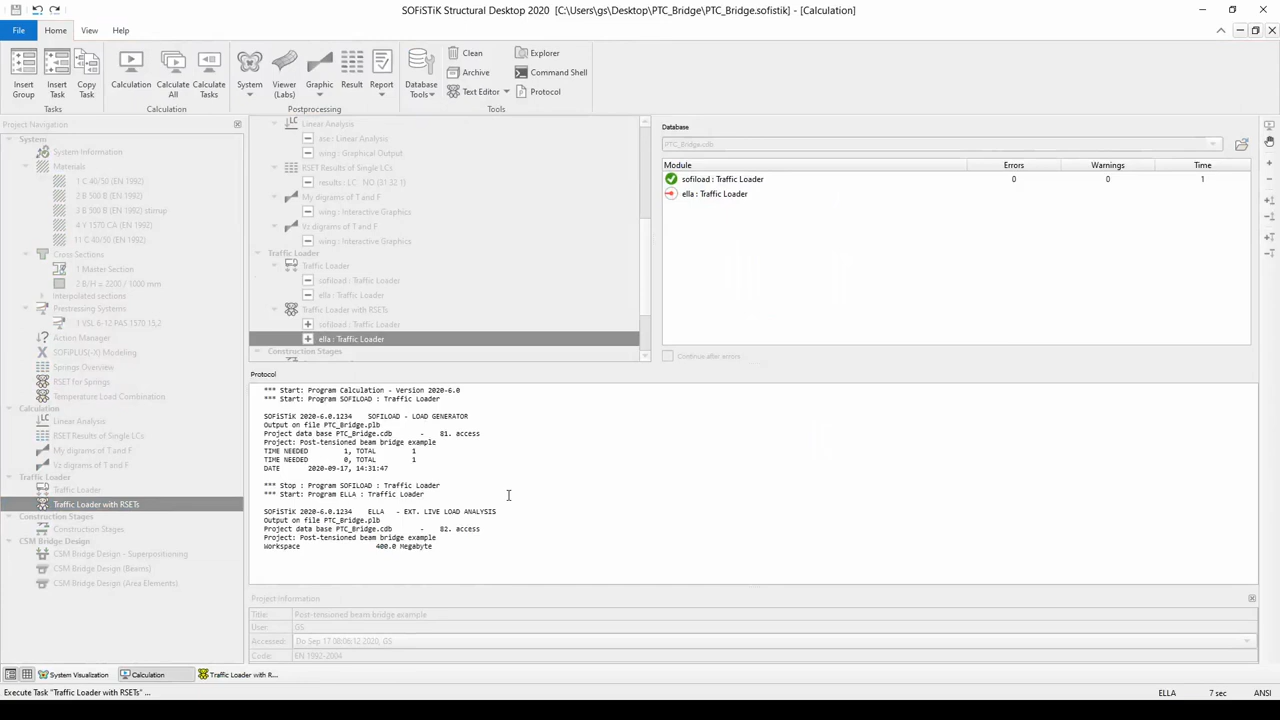 SOFiSTiK Structural Desktop 2020 [C:\Users\gs\Desktop\PTC_Bridge\PTC_Bridge.sofistik] - [Calculation]
File Home View Help
Insert Group
Insert Task
Copy Task
Tasks
Calculation
Calculate All
Calculate Tasks
Calculation
System
Viewer (Labs)
Graphic
Result
Report
Postprocessing
Database Tools
Clean
Archive
Text Editor
Explorer
Command Shell
Protocol
Tools
Project Navigation
System
System Information
Materials
1 C 40/50 (EN 1992)
2 B 500 B (EN 1992)
3 B 500 B (EN 1992) stirrup
4 Y 1570 CA (EN 1992)
11 C 40/50 (EN 1992)
Cross Sections
1 Master Section
2 B/H = 2200 / 1000 mm
Interpolated sections
Prestressing Systems
1 VSL 6-12 PAS 1570 15,2
Action Manager
SOFiPLUS(-X) Modeling
Springs Overview
RSET for Springs
Temperature Load Combination
Calculation
Linear Analysis
RSET Results of Single LCs
My digrams of T and F
Vz digrams of T and F
Traffic Loader
Traffic Loader
Traffic Loader with RSETs
Construction Stages
Construction Stages
CSM Bridge Design
CSM Bridge Design - Superpositioning
CSM Bridge Design (Beams)
CSM Bridge Design (Area Elements)
Linear Analysis
ase : Linear Analysis
wing : Graphical Output
RSET Results of Single LCs
results : LC NO (31 32 1)
My digrams of T and F
wing : Interactive Graphics
Vz digrams of T and F
wing : Interactive Graphics
Traffic Loader
Traffic Loader
sofiload : Traffic Loader
ella : Traffic Loader
Traffic Loader with RSETs
sofiload : Traffic Loader
ella : Traffic Loader
Construction Stages
Database
PTC_Bridge.cdb
Module Errors Warnings Time
sofiload : Traffic Loader 0 0 1
ella : Traffic Loader
Continue after errors
Protocol
*** Start: Program Calculation - Version 2020-6.0
*** Start: Program SOFILOAD : Traffic Loader
SOFiSTiK 2020-6.0.1234 SOFILOAD - LOAD GENERATOR
Output on file PTC_Bridge.plb
Project data base PTC_Bridge.cdb - 81. access
Project: Post-tensioned beam bridge example
TIME NEEDED 1, TOTAL 1
TIME NEEDED 0, TOTAL 1
DATE 2020-09-17, 14:31:47
*** Stop : Program SOFILOAD : Traffic Loader
*** Start: Program ELLA : Traffic Loader
SOFiSTiK 2020-6.0.1234 ELLA - EXT. LIVE LOAD ANALYSIS
Output on file PTC_Bridge.plb
Project data base PTC_Bridge.cdb - 82. access
Project: Post-tensioned beam bridge example
Workspace 400.0 Megabyte
Project Information
Title: Post-tensioned beam bridge example
User: GS
Accessed: Do Sep 17 08:06:12 2020, GS
Code: EN 1992-2004
System Visualization
Calculation
Traffic Loader with R...
Execute Task "Traffic Loader with RSETs" ...
ELLA 7 sec ANSI